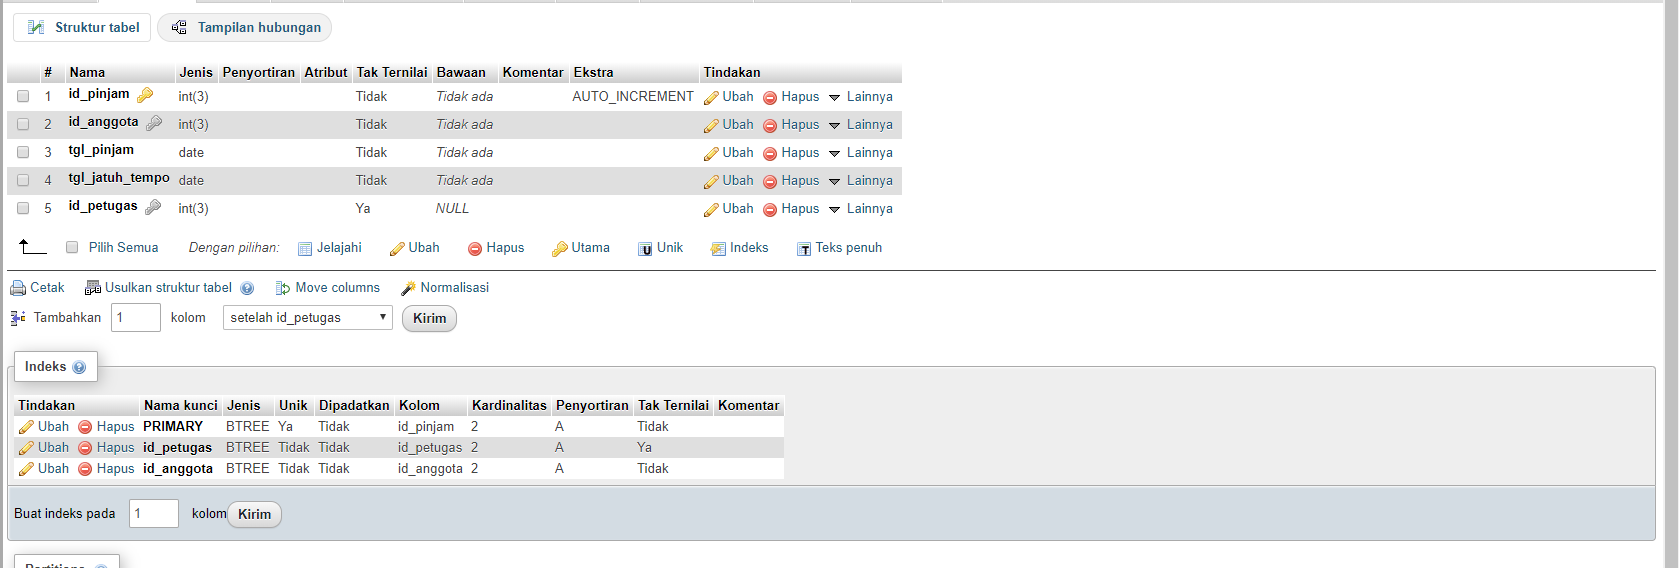 Struktur tabel Tampilan hubungan
# Nama Jenis Penyortiran Atribut Tak Ternilai Bawaan Komentar Ekstra Tindakan
1 id_pinjam int(3) Tidak Tidak ada AUTO_INCREMENT Ubah Hapus Lainnya
2 id_anggota int(3) Tidak Tidak ada Ubah Hapus Lainnya
3 tgl_pinjam date Tidak Tidak ada Ubah Hapus Lainnya
4 tgl_jatuh_tempo date Tidak Tidak ada Ubah Hapus Lainnya
5 id_petugas int(3) Ya NULL Ubah Hapus Lainnya
Pilih Semua Dengan pilihan: Jelajahi Ubah Hapus Utama Unik Indeks Teks penuh
Cetak Usulkan struktur tabel Move columns Normalisasi
Tambahkan 1 kolom setelah id_petugas Kirim
Indeks
Tindakan Nama kunci Jenis Unik Dipadatkan Kolom Kardinalitas Penyortiran Tak Ternilai Komentar
Ubah Hapus PRIMARY BTREE Ya Tidak id_pinjam 2 A Tidak
Ubah Hapus id_petugas BTREE Tidak Tidak id_petugas 2 A Ya
Ubah Hapus id_anggota BTREE Tidak Tidak id_anggota 2 A Tidak
Buat indeks pada 1 kolom Kirim
Partitions